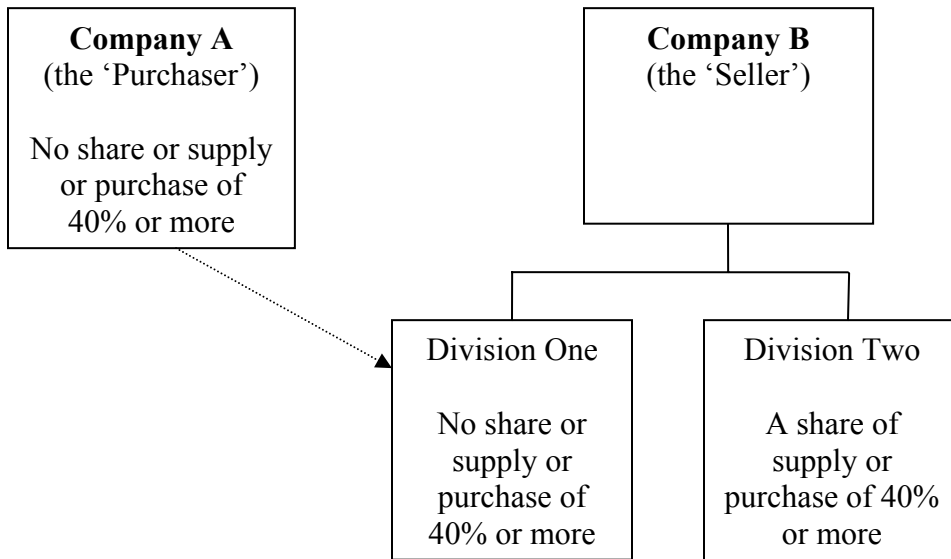 Company A
(the ‘Purchaser’)
No share or supply
or purchase of
40% or more
Company B
(the ‘Seller’)
Division One
No share or
supply or
purchase of
40% or more
Division Two
A share of
supply or
purchase of 40%
or more